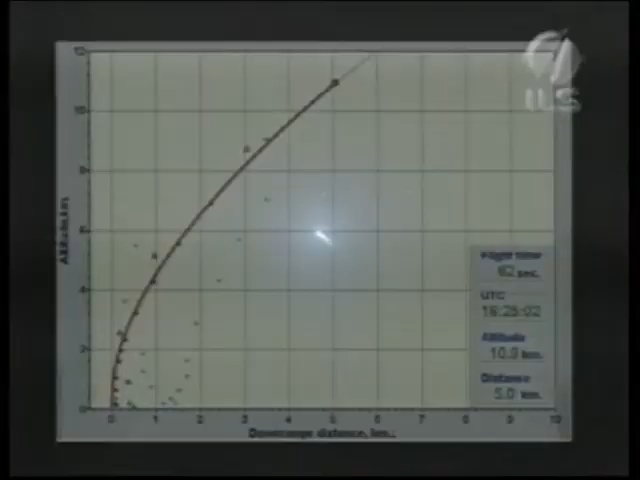 ILS
12
10
8
6
4
2
0
Altitude, km
0 1 2 3 4 5 6 7 8 9 10
Downrange distance, km.
Flight time
62 sec.
UTC
16:25:02
Altitude
10.9 km.
Distance
5.0 km.